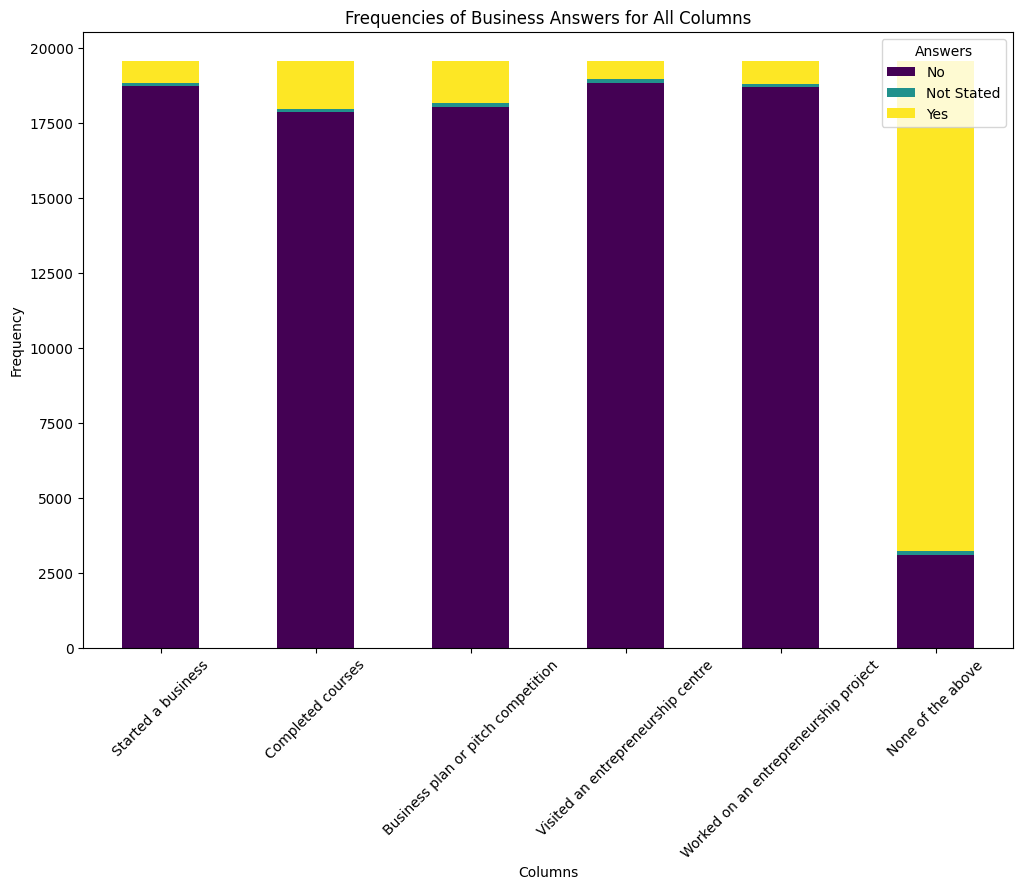 Frequencies of Business Answers for All Columns
Answers
No
Not Stated
Yes
Frequency
20000
17500
15000
12500
10000
7500
5000
2500
0
Started a business
Completed courses
Business plan or pitch competition
Visited an entrepreneurship centre
Worked on an entrepreneurship project
None of the above
Columns